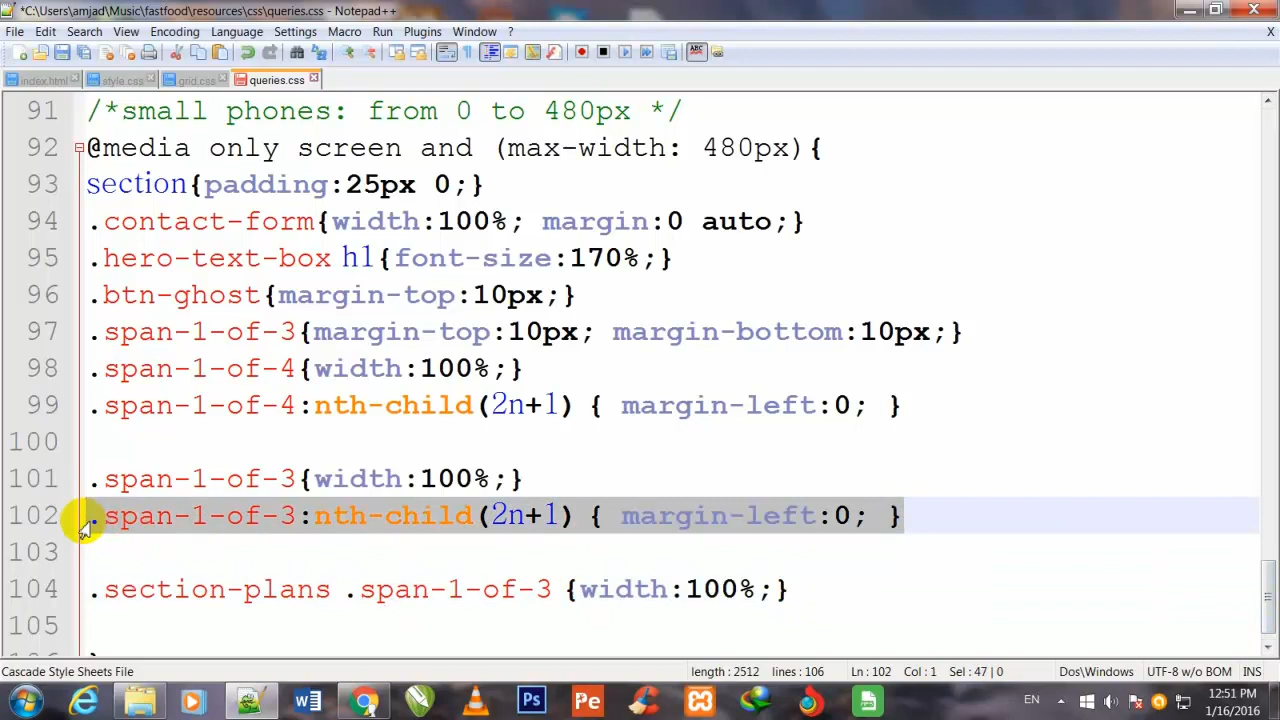 *C:\Users\amjad\Music\fastfood\resources\css\queries.css - Notepad++
File Edit Search View Encoding Language Settings Macro Run Plugins Window ? X
index.html style.css grid.css queries.css
91 /*small phones: from 0 to 480px */
92 @media only screen and (max-width: 480px){
93 section{padding:25px 0;}
94 .contact-form{width:100%; margin:0 auto;}
95 .hero-text-box h1{font-size:170%;}
96 .btn-ghost{margin-top:10px;}
97 .span-1-of-3{margin-top:10px; margin-bottom:10px;}
98 .span-1-of-4{width:100%;}
99 .span-1-of-4:nth-child(2n+1) { margin-left:0; }
100
101 .span-1-of-3{width:100%;}
102 .span-1-of-3:nth-child(2n+1) { margin-left:0; }
103
104 .section-plans .span-1-of-3 {width:100%;}
105
Cascade Style Sheets File length : 2512 lines : 106 Ln : 102 Col : 1 Sel : 47 | 0 Dos\Windows UTF-8 w/o BOM INS
EN 12:51 PM
1/16/2016